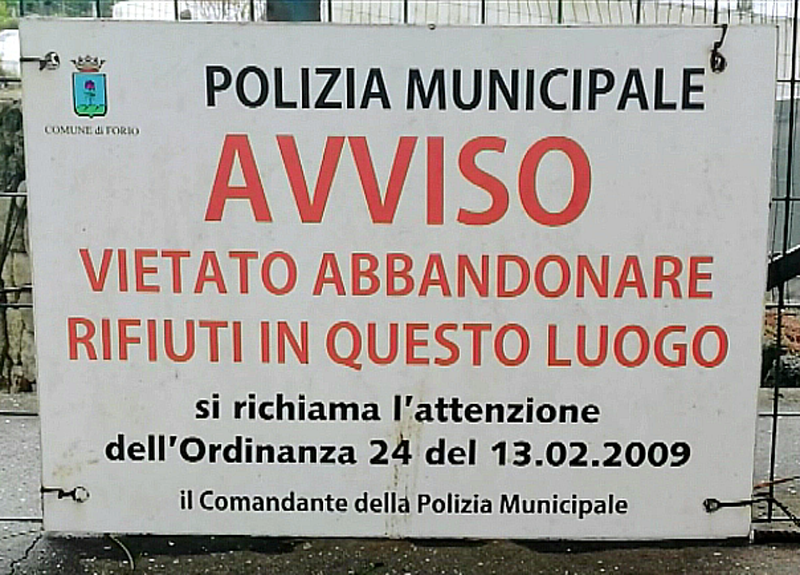 COMUNE di FORIO
POLIZIA MUNICIPALE
AVVISO
VIETATO ABBANDONARE
RIFIUTI IN QUESTO LUOGO
si richiama l'attenzione
dell'Ordinanza 24 del 13.02.2009
il Comandante della Polizia Municipale